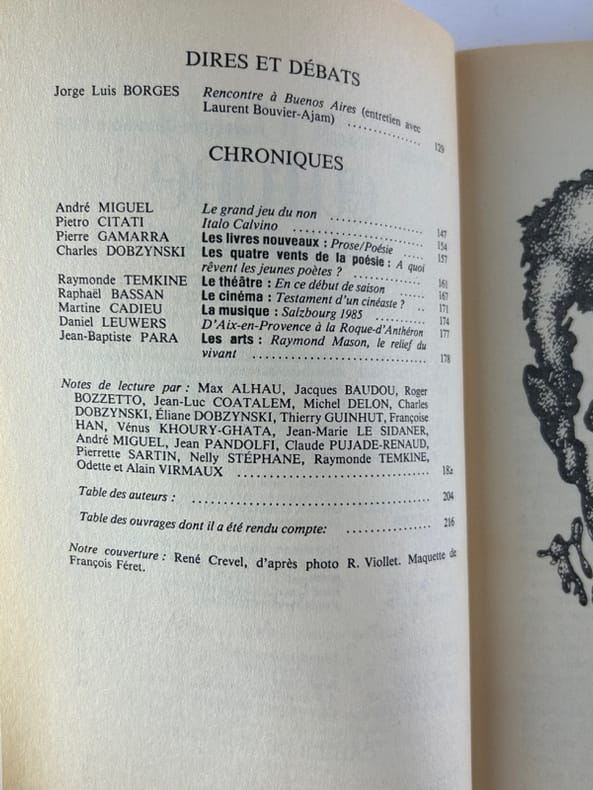 DIRES ET DÉBATS
Jorge Luis BORGES Rencontre à Buenos Aires (entretien avec
Laurent Bouvier-Ajam) .............. 129
CHRONIQUES
André MIGUEL Le grand jeu du non ................. 147
Pietro CITATI Italo Calvino ...................... 154
Pierre GAMARRA Les livres nouveaux : Prose/Poésie ..... 157
Charles DOBZYNSKI Les quatre vents de la poésie : A quoi
rêvent les jeunes poètes ? ............ 161
Raymonde TEMKINE Le théâtre : En ce début de saison ...... 167
Raphaël BASSAN Le cinéma : Testament d'un cinéaste ? .. 171
Martine CADIEU La musique : Salzbourg 1985 ........... 174
Daniel LEUWERS D'Aix-en-Provence à la Roque-d'Anthéron 177
Jean-Baptiste PARA Les arts : Raymond Mason, le relief du
vivant .............................. 178
Notes de lecture par : Max ALHAU, Jacques BAUDOU, Roger
BOZZETTO, Jean-Luc COATALEM, Michel DELON, Charles
DOBZYNSKI, Éliane DOBZYNSKI, Thierry GUINHUT, Françoise
HAN, Vénus KHOURY-GHATA, Jean-Marie LE SIDANER,
André MIGUEL, Jean PANDOLFI, Claude PUJADE-RENAUD,
Pierrette SARTIN, Nelly STÉPHANE, Raymonde TEMKINE,
Odette et Alain VIRMAUX ..............................
Table des auteurs : ..................................... 204
Table des ouvrages dont il a été rendu compte: ................. 216
Notre couverture : René Crevel, d'après photo R. Viollet. Maquette de
François Féret.